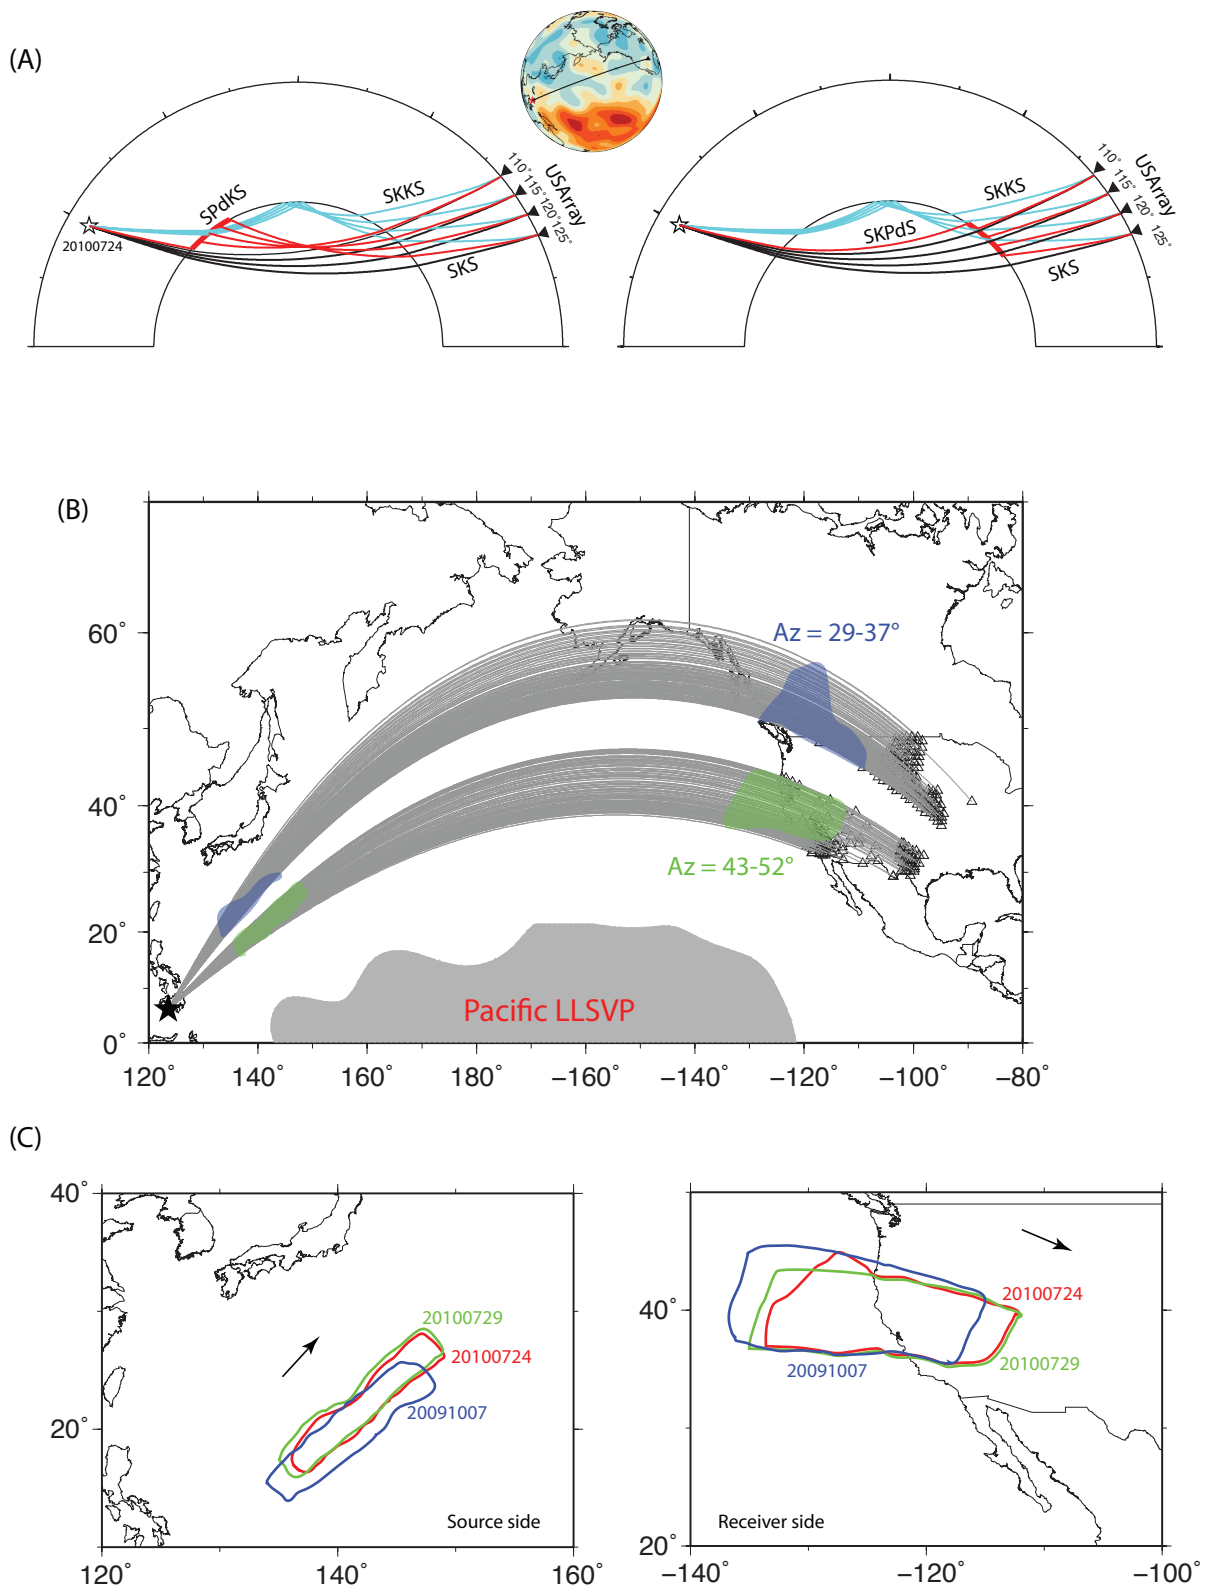 (A)
SPdKS
SKKS
SKS
20100724
110°
115°
120°
125°
USArray
SKPdS
SKKS
SKS
110°
115°
120°
125°
USArray
(B)
60°
40°
20°
0°
Az = 29-37°
Az = 43-52°
Pacific LLSVP
120° 140° 160° 180° −160° −140° −120° −100° −80°
(C)
40°
20°
20100729
20100724
20091007
Source side
120° 140° 160°
40°
20°
20100724
20100729
20091007
Receiver side
−140° −120° −100°